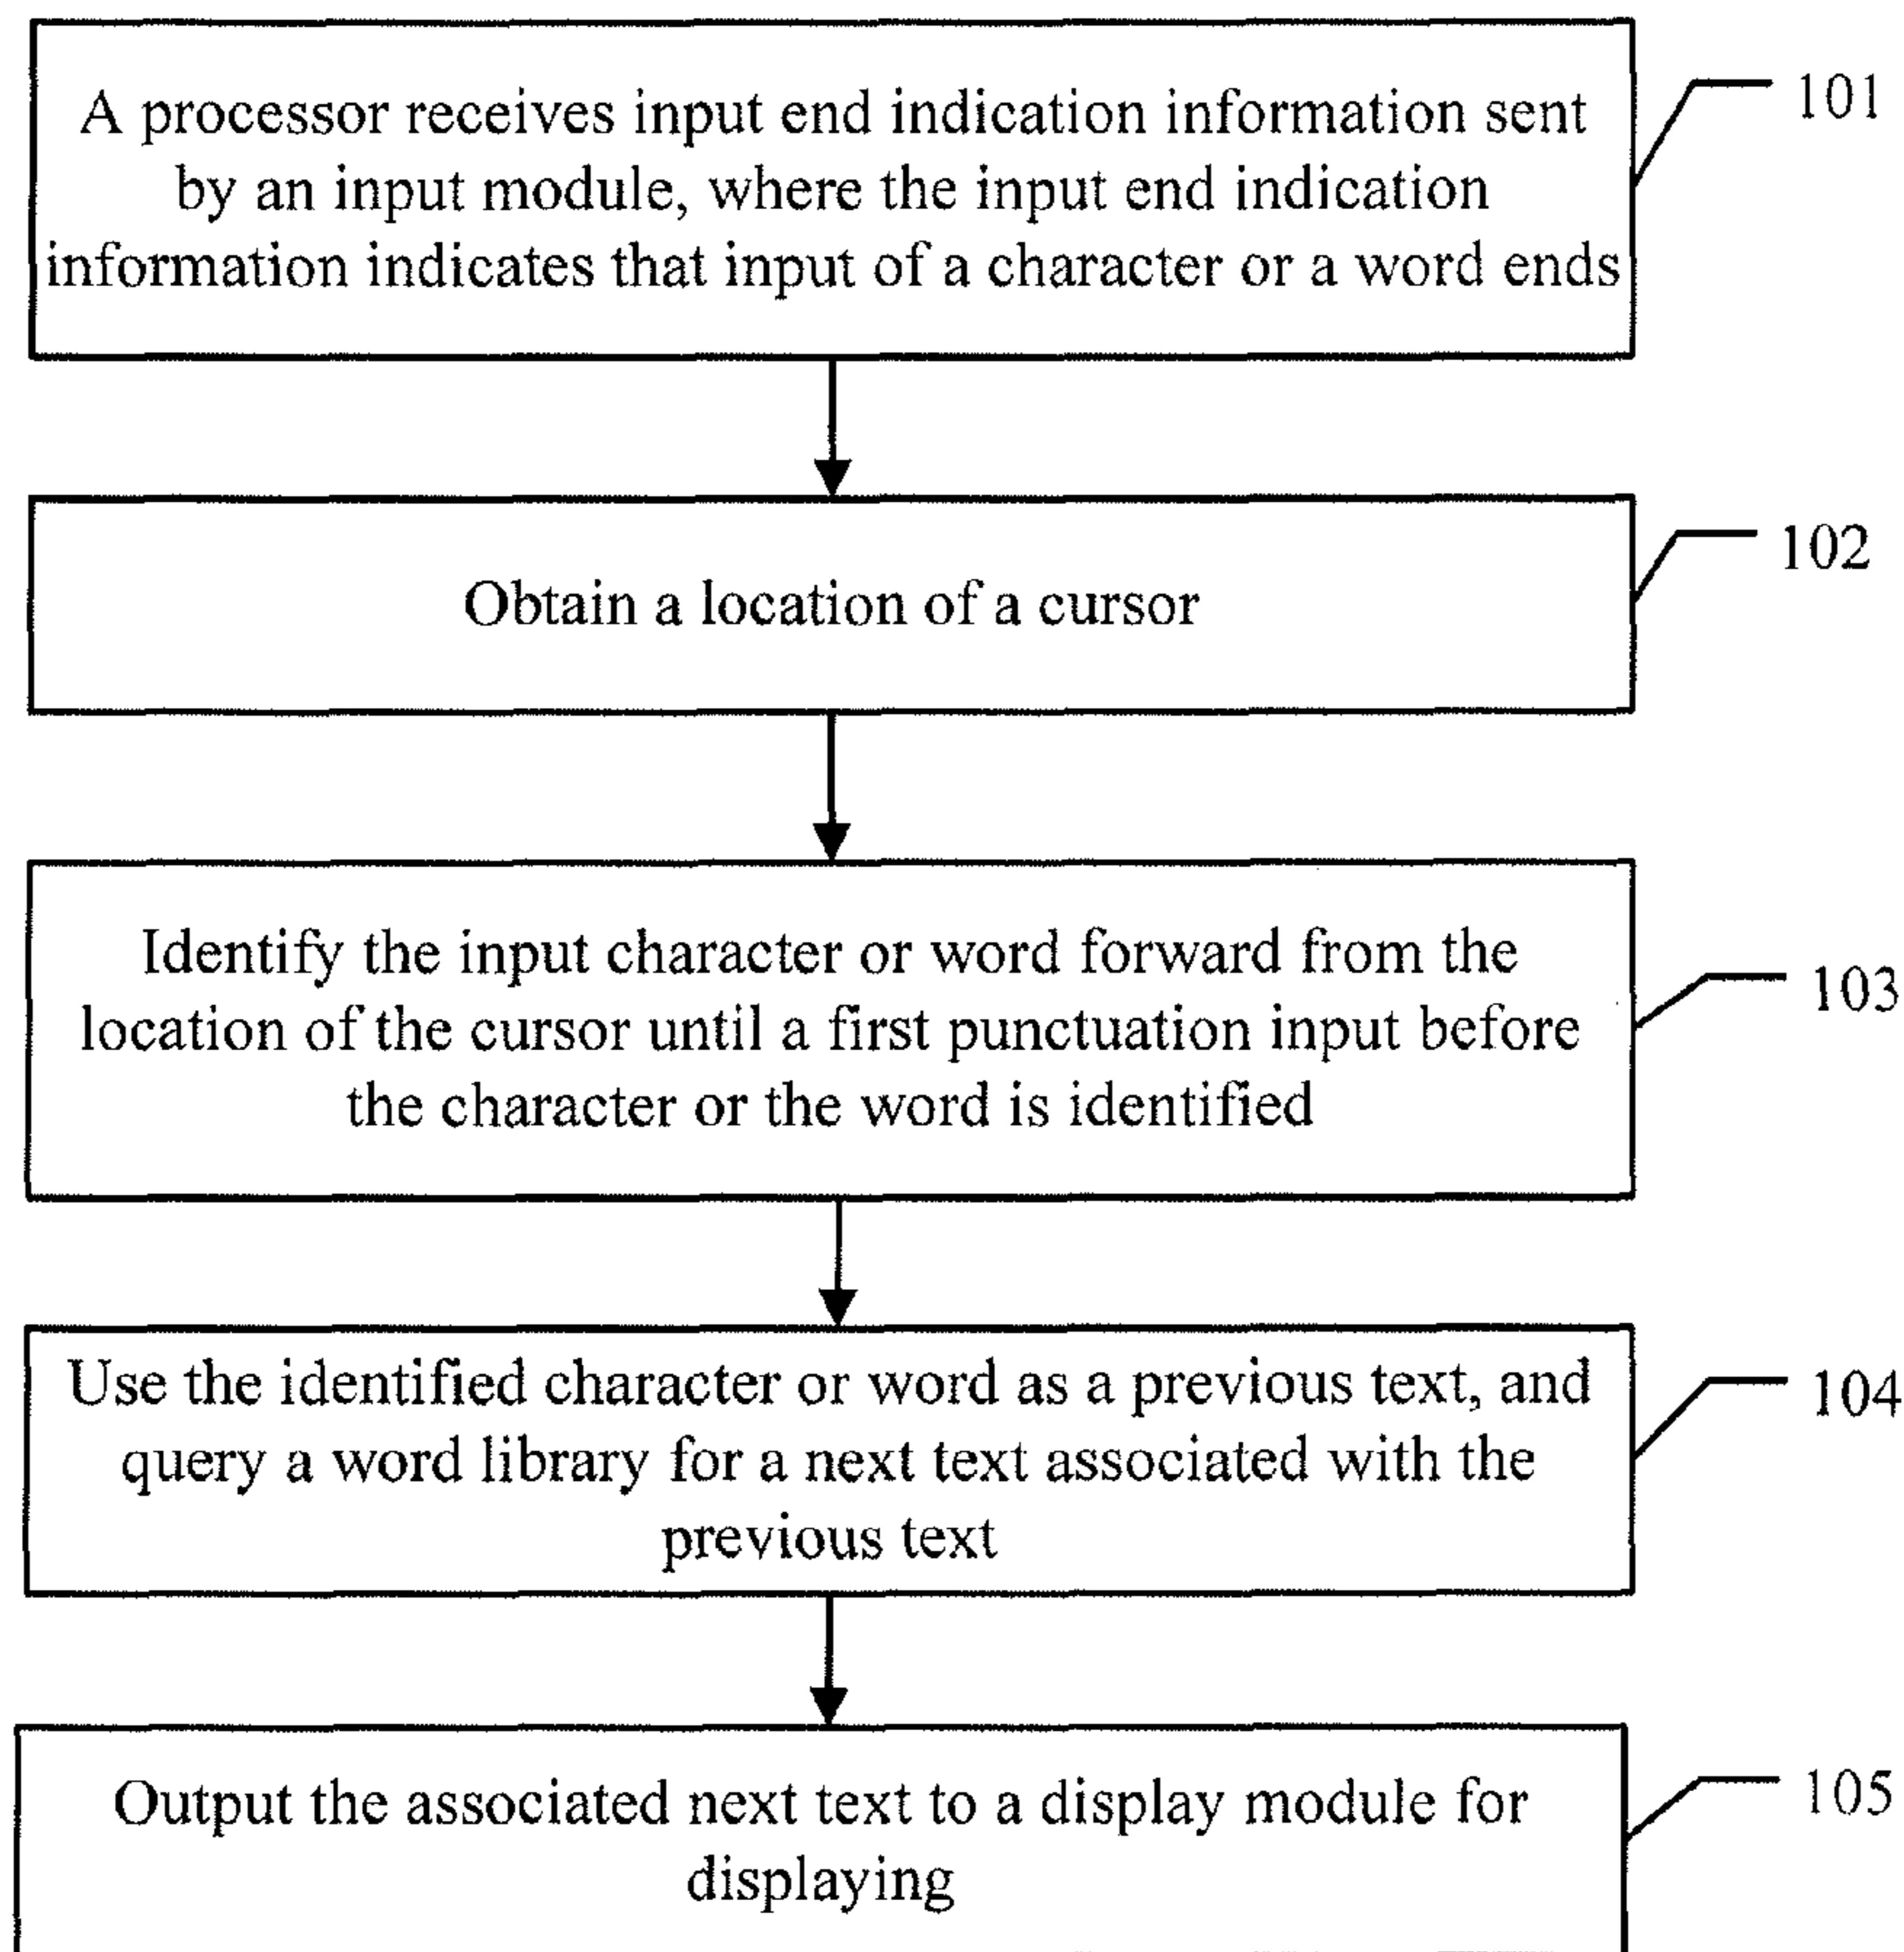 A processor receives input end indication information sent
by an input module, where the input end indication
information indicates that input of a character or a word ends
101
Obtain a location of a cursor
102
Identify the input character or word forward from the
location of the cursor until a first punctuation input before
the character or the word is identified
103
Use the identified character or word as a previous text, and
query a word library for a next text associated with the
previous text
104
Output the associated next text to a display module for
displaying
105